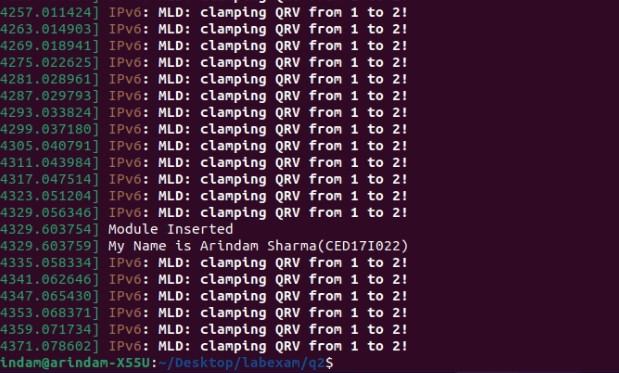 4257.011424] IPv6: MLD: clamping QRV from 1 to 2!
4263.014903] IPv6: MLD: clamping QRV from 1 to 2!
4269.018941] IPv6: MLD: clamping QRV from 1 to 2!
4275.022625] IPv6: MLD: clamping QRV from 1 to 2!
4281.028961] IPv6: MLD: clamping QRV from 1 to 2!
4287.029793] IPv6: MLD: clamping QRV from 1 to 2!
4293.033824] IPv6: MLD: clamping QRV from 1 to 2!
4299.037180] IPv6: MLD: clamping QRV from 1 to 2!
4305.040791] IPv6: MLD: clamping QRV from 1 to 2!
4311.043984] IPv6: MLD: clamping QRV from 1 to 2!
4317.047514] IPv6: MLD: clamping QRV from 1 to 2!
4323.051204] IPv6: MLD: clamping QRV from 1 to 2!
4329.056346] IPv6: MLD: clamping QRV from 1 to 2!
4329.603754] Module Inserted
4329.603759] My Name is Arindam Sharma(CED17I022)
4335.058334] IPv6: MLD: clamping QRV from 1 to 2!
4341.062646] IPv6: MLD: clamping QRV from 1 to 2!
4347.065430] IPv6: MLD: clamping QRV from 1 to 2!
4353.068371] IPv6: MLD: clamping QRV from 1 to 2!
4359.071734] IPv6: MLD: clamping QRV from 1 to 2!
4371.078602] IPv6: MLD: clamping QRV from 1 to 2!
indam@arindam-X55U:~/Desktop/labexam/q2$